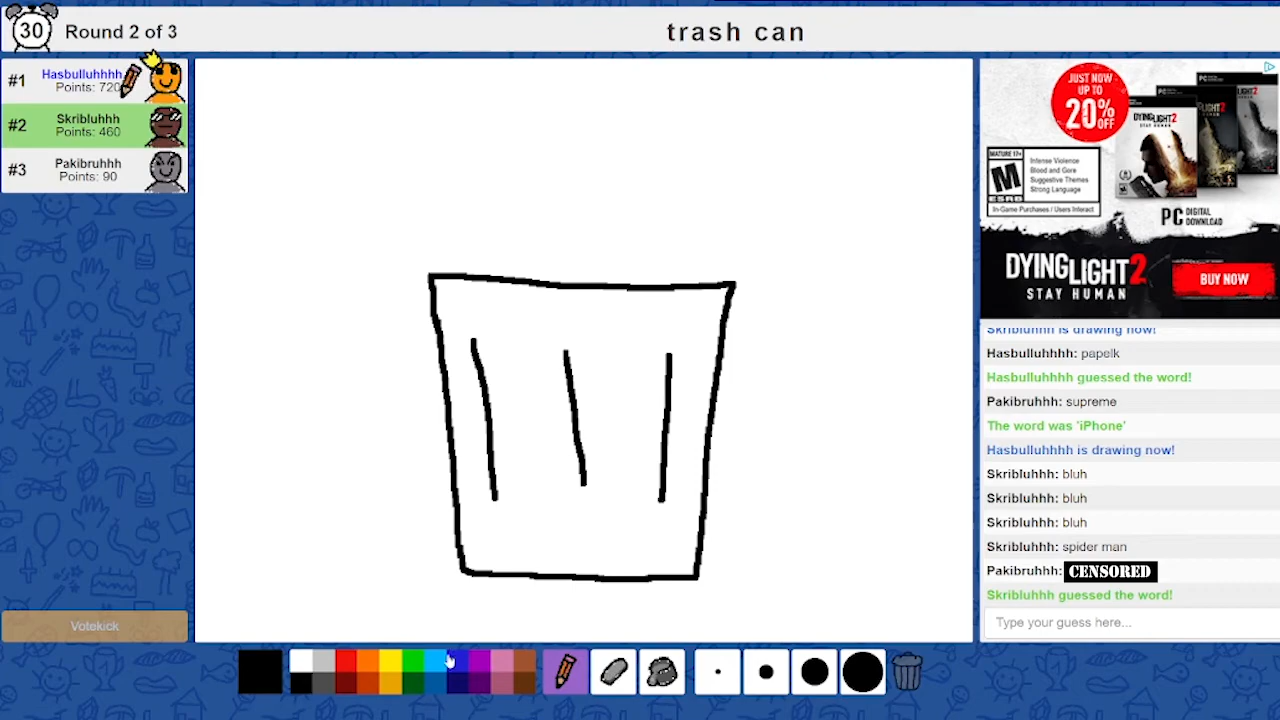 30
Round 2 of 3
trash can
#1
Hasbulluhhhh
Points: 720
#2
Skribluhhh
Points: 460
#3
Pakibruhhh
Points: 90
Votekick
JUST NOW
UP TO
20%
OFF
MATURE 17+
M
ESRB
Intense Violence
Blood and Gore
Suggestive Themes
Strong Language
In-Game Purchases / Users Interact
PC DIGITAL DOWNLOAD
DYING LIGHT 2
STAY HUMAN
BUY NOW
Skribluhhh is drawing now!
Hasbulluhhhh: papelk
Hasbulluhhhh guessed the word!
Pakibruhhh: supreme
The word was 'iPhone'
Hasbulluhhhh is drawing now!
Skribluhhh: bluh
Skribluhhh: bluh
Skribluhhh: bluh
Skribluhhh: spider man
Pakibruhhh: CENSORED
Skribluhhh guessed the word!
Type your guess here...